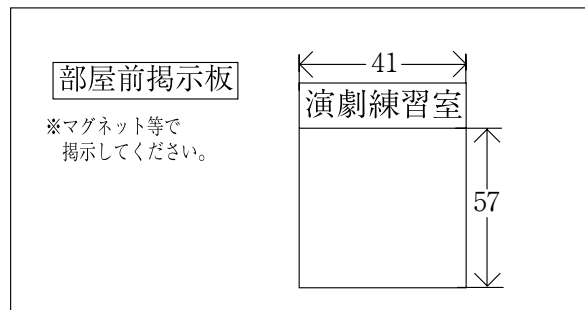 部屋前掲示板
※マグネット等で
掲示してください。
41
演劇練習室
57